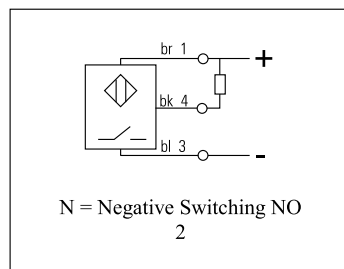 br 1
+
bk 4
bl 3
-
N = Negative Switching NO
2